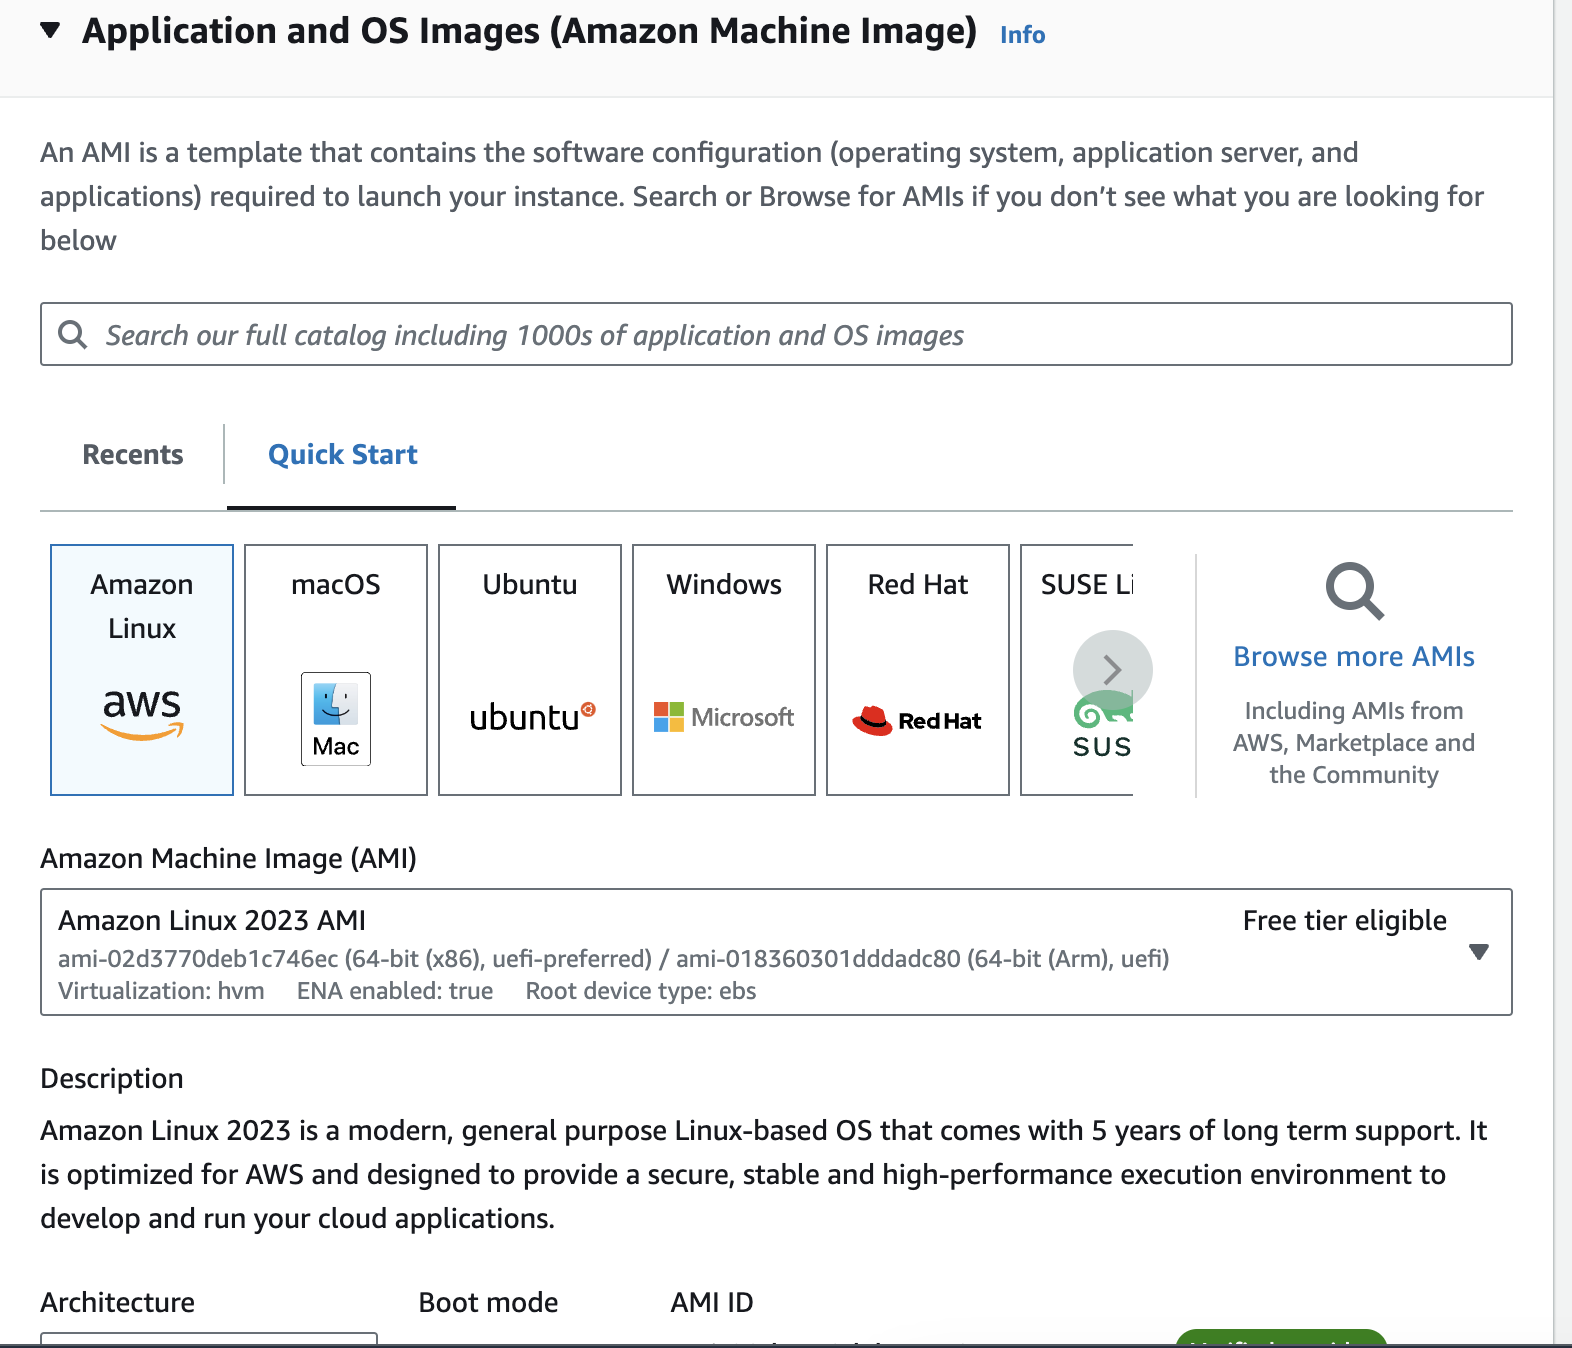 Application and OS Images (Amazon Machine Image) Info
An AMI is a template that contains the software configuration (operating system, application server, and
applications) required to launch your instance. Search or Browse for AMIs if you don’t see what you are looking for
below
Search our full catalog including 1000s of application and OS images
Recents
Quick Start
Amazon
Linux
aws
macOS
Mac
Ubuntu
ubuntu
Windows
Microsoft
Red Hat
Red Hat
SUSE Li
SUS
Browse more AMIs
Including AMIs from
AWS, Marketplace and
the Community
Amazon Machine Image (AMI)
Amazon Linux 2023 AMI
Free tier eligible
ami-02d3770deb1c746ec (64-bit (x86), uefi-preferred) / ami-018360301dddadc80 (64-bit (Arm), uefi)
Virtualization: hvm ENA enabled: true Root device type: ebs
Description
Amazon Linux 2023 is a modern, general purpose Linux-based OS that comes with 5 years of long term support. It
is optimized for AWS and designed to provide a secure, stable and high-performance execution environment to
develop and run your cloud applications.
Architecture
Boot mode
AMI ID